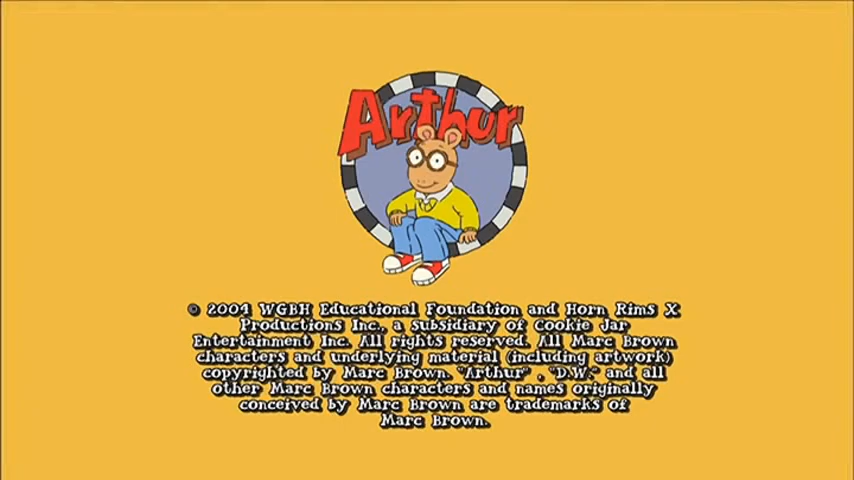 Arthur
© 2004 WGBH Educational Foundation and Horn Rims X
Productions Inc., a subsidiary of Cookie Jar
Entertainment Inc. All rights reserved. All Marc Brown
characters and underlying material (including artwork)
copyrighted by Marc Brown. "Arthur" , "D.W." and all
other Marc Brown characters and names originally
conceived by Marc Brown are trademarks of
Marc Brown.